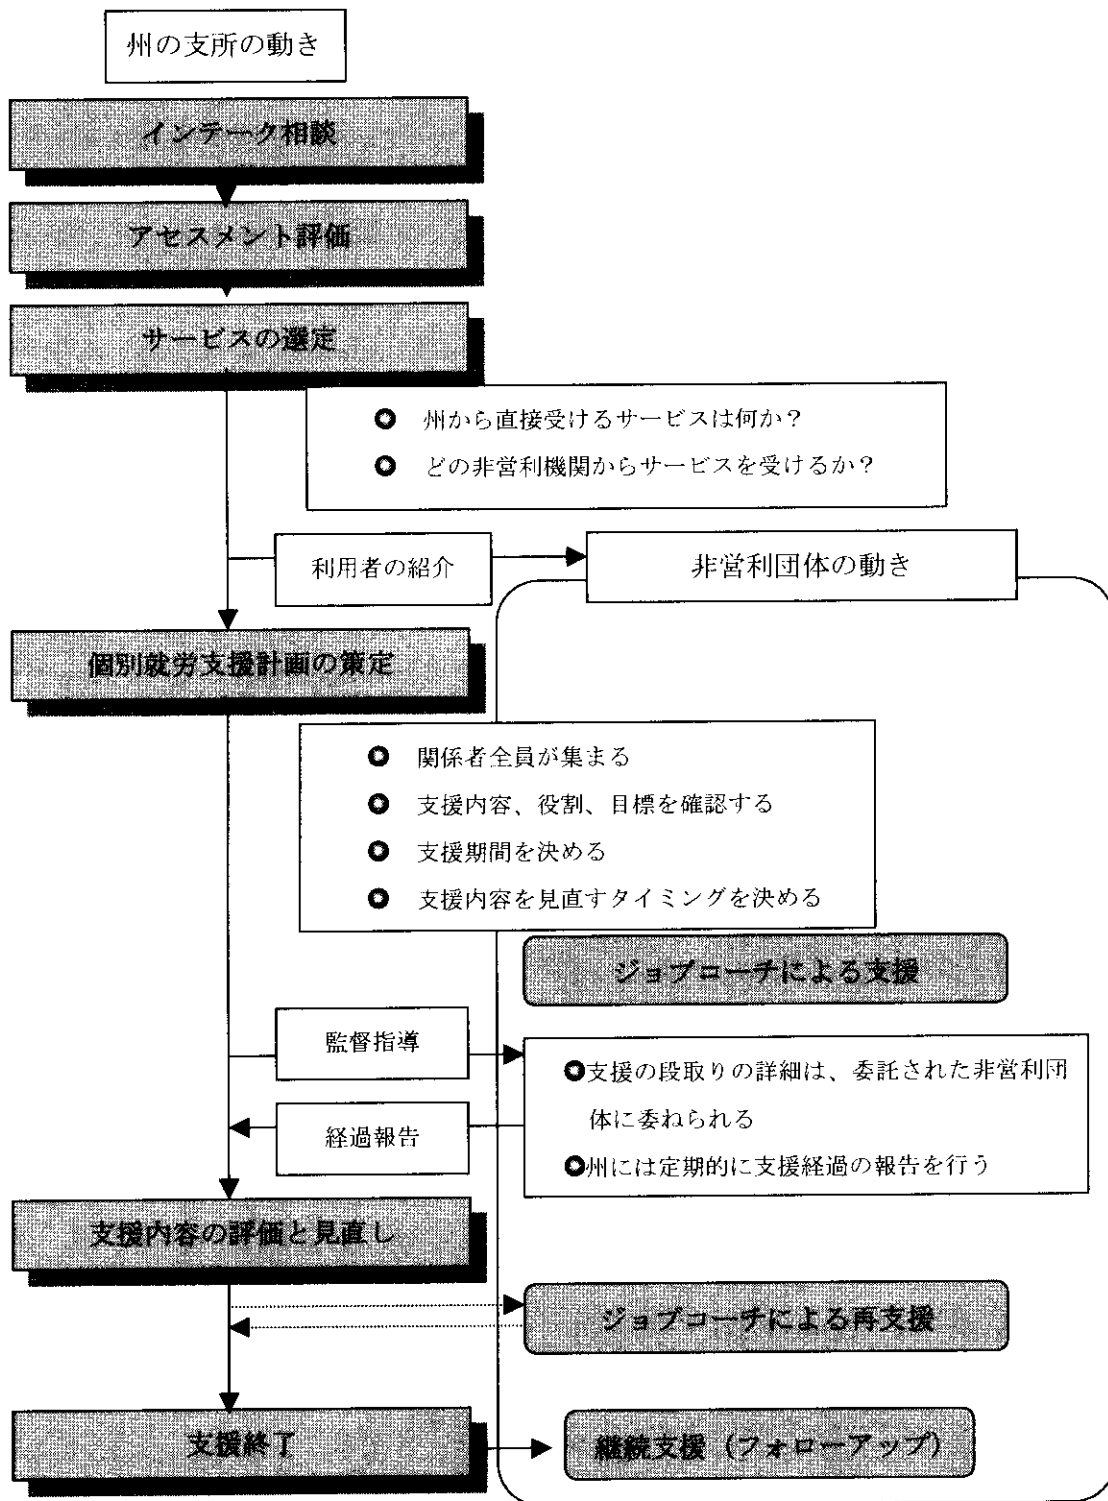 州の支所の動き
インテーク相談
アセスメント評価
サービスの選定
州から直接受けるサービスは何か？
どの非営利機関からサービスを受けるか？
利用者の紹介
非営利団体の動き
個別就労支援計画の策定
関係者全員が集まる
支援内容、役割、目標を確認する
支援期間を決める
支援内容を見直すタイミングを決める
ジョブコーチによる支援
監督指導
●支援の段取りの詳細は、委託された非営利団
体に委ねられる
経過報告
●州には定期的に支援経過の報告を行う
支援内容の評価と見直し
ジョブコーチによる再支援
支援終了
継続支援（フォローアップ）